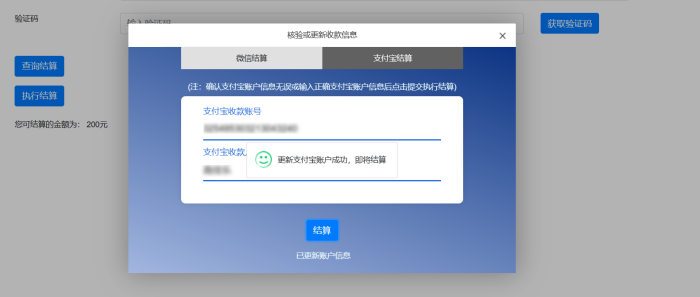 核验或更新收款信息
×
验证码
输入验证码
获取验证码
微信结算
支付宝结算
查询结算
(注: 确认支付宝账户信息无误或输入正确支付宝账户信息后点击提交执行结算)
执行结算
支付宝收款账号
您可结算的金额为: 200元
支付宝收款
更新支付宝账户成功，即将结算
结算
已更新账户信息